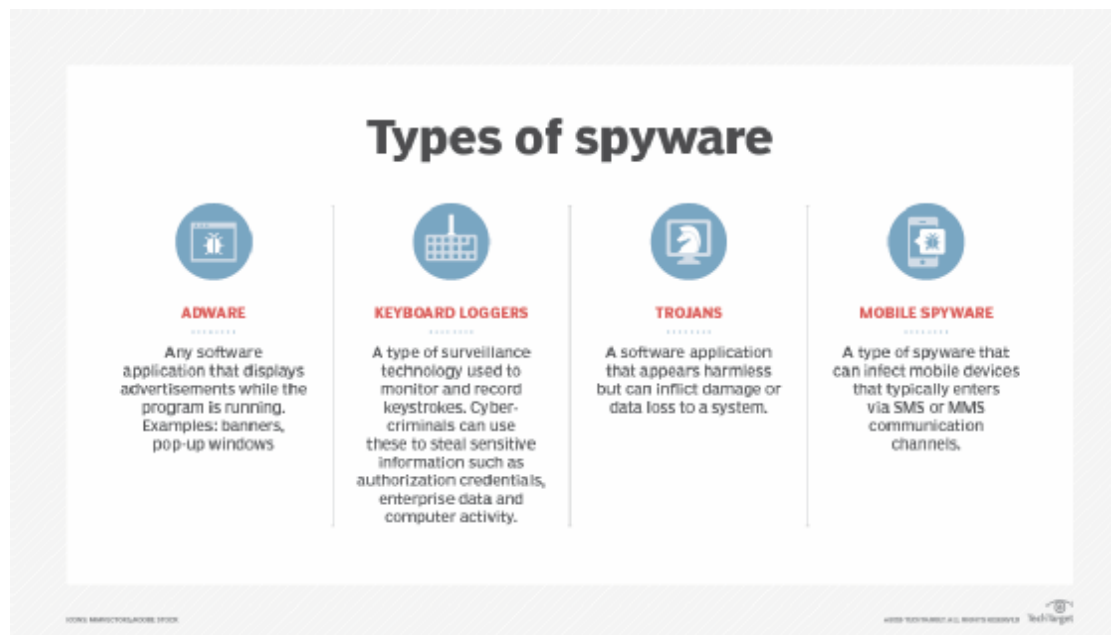 Types of spyware
ADWARE
Any software
application that displays
advertisements while the
program is running.
Examples: banners,
pop-up windows
KEYBOARD LOGGERS
A type of surveillance
technology used to
monitor and record
keystrokes. Cyber-
criminals can use
these to steal sensitive
information such as
authorization credentials,
enterprise data and
computer activity.
TROJANS
A software application
that appears harmless
but can inflict damage or
data loss to a system.
MOBILE SPYWARE
A type of spyware that
can infect mobile devices
that typically enters
via SMS or MMS
communication
channels.
ALL RIGHTS RESERVED
TechTarget